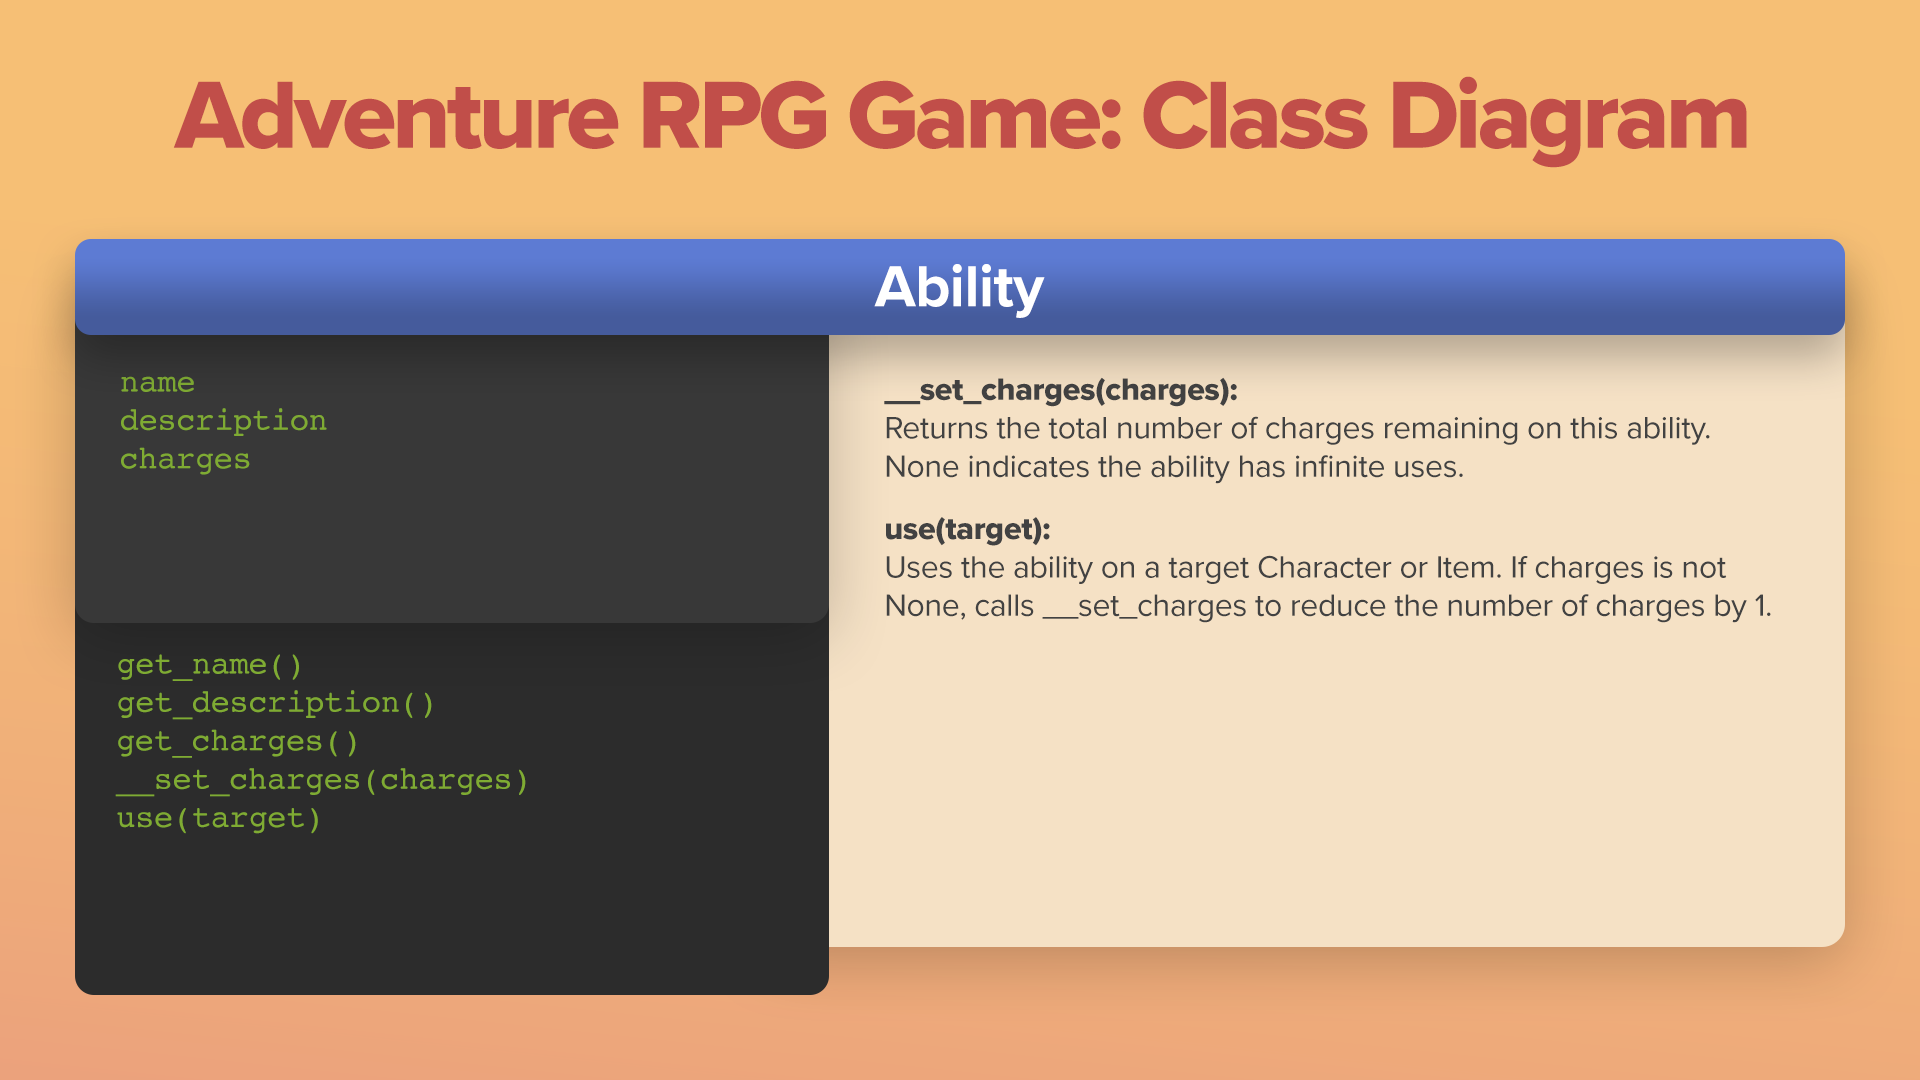 Adventure RPG Game: Class Diagram
Ability
name
description
charges
get_name()
get_description()
get_charges()
__set_charges(charges)
use(target)
__set_charges(charges):
Returns the total number of charges remaining on this ability.
None indicates the ability has infinite uses.
use(target):
Uses the ability on a target Character or Item. If charges is not
None, calls __set_charges to reduce the number of charges by 1.